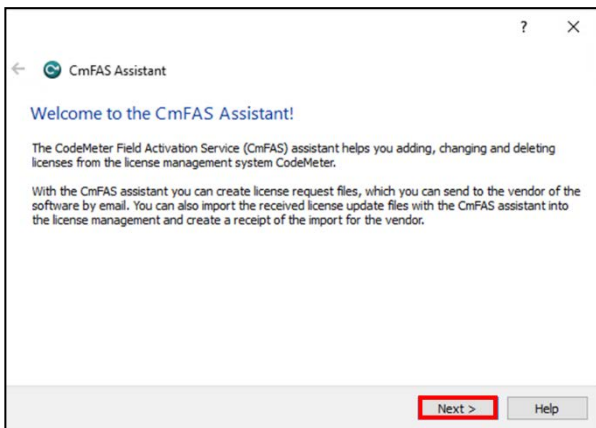 CmFAS Assistant
Welcome to the CmFAS Assistant!
The CodeMeter Field Activation Service (CmFAS) assistant helps you adding, changing and deleting
licenses from the license management system CodeMeter.
With the CmFAS assistant you can create license request files, which you can send to the vendor of the
software by email. You can also import the received license update files with the CmFAS assistant into
the license management and create a receipt of the import for the vendor.
Next > Help